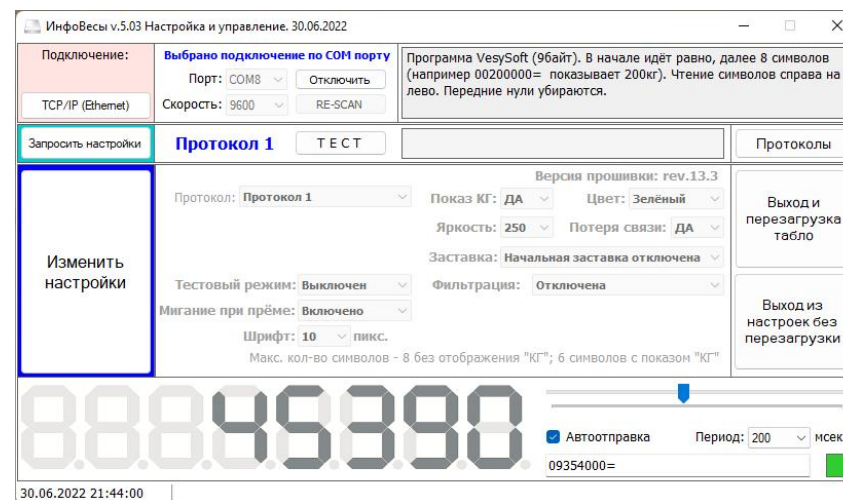 ИнфоВесы v.5.03 Настройка и управление. 30.06.2022
Подключение:
TCP/IP (Ethernet)
Выбрано подключение по COM порту
Порт: COM8 Отключить
Скорость: 9600 RE-SCAN
Программа VesySoft (9байт). В начале идёт равно, далее 8 символов
(например 00200000= показывает 200кг). Чтение символов справа на
лево. Передние нули убираются.
Запросить настройки Протокол 1 ТЕСТ Протоколы
Изменить
настройки
Версия прошивки: rev.13.3
Протокол: Протокол 1 Показ КГ: ДА Цвет: Зелёный
Яркость: 250 Потеря связи: ДА
Заставка: Начальная заставка отключена
Тестовый режим: Выключен Фильтрация: Отключена
Мигание при прёме: Включено
Шрифт: 10 пикс.
Макс. кол-во символов - 8 без отображения "КГ"; 6 символов с показом "КГ"
Выход и
перезагрузка
табло
Выход из
настроек без
перезагрузки
45390
Автоотправка Период: 200 мсек
09354000=
30.06.2022 21:44:00